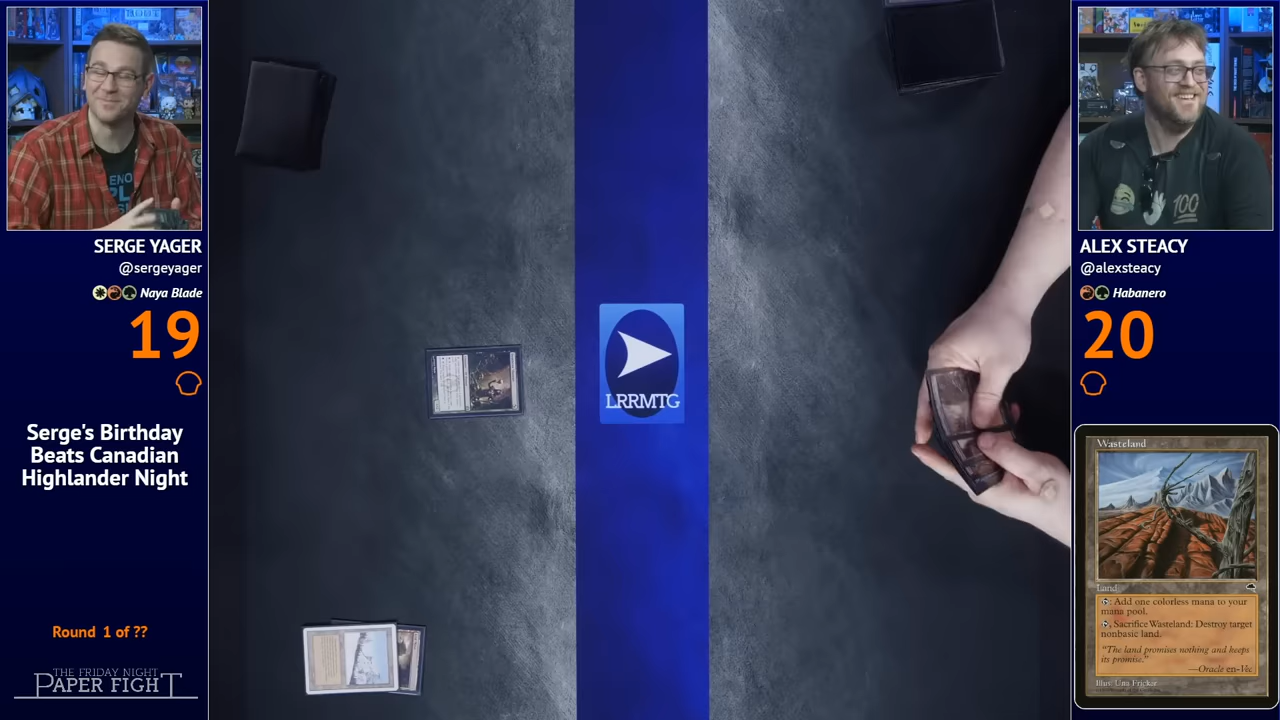 SERGE YAGER
@sergeyager
Naya Blade
19
Serge's Birthday
Beats Canadian
Highlander Night
Round 1 of ??
THE FRIDAY NIGHT
PAPER FIGHT
LRRMTG
100
ALEX STEACY
@alexsteacy
Habanero
20
Wasteland
Land
: Add one colorless mana to your
mana pool.
, Sacrifice Wasteland: Destroy target
nonbasic land.
"The land promises nothing and keeps
its promise."
—Oracle en-Vec
Illus. Una Fricker